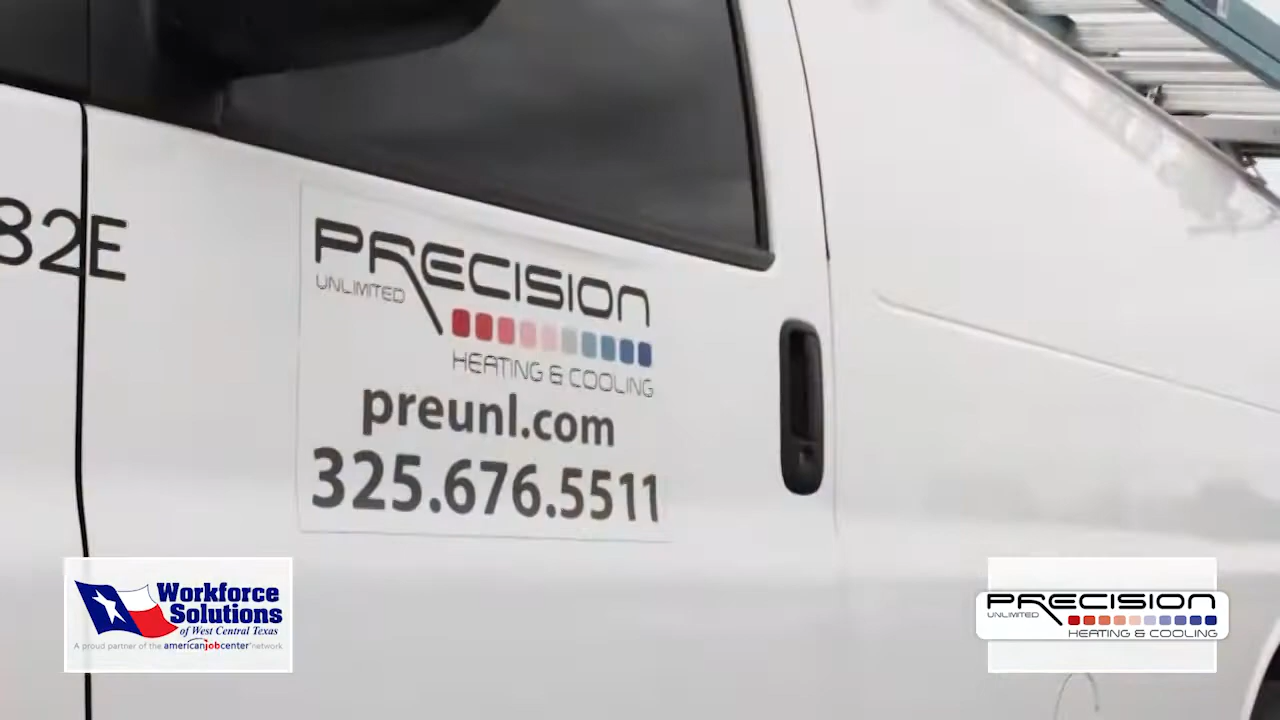 82E
PRECISION
UNLIMITED
HEATING & COOLING
preunl.com
325.676.5511
Workforce
Solutions
of West Central Texas
A proud partner of the americanjobcenter network
PRECISION
UNLIMITED
HEATING & COOLING